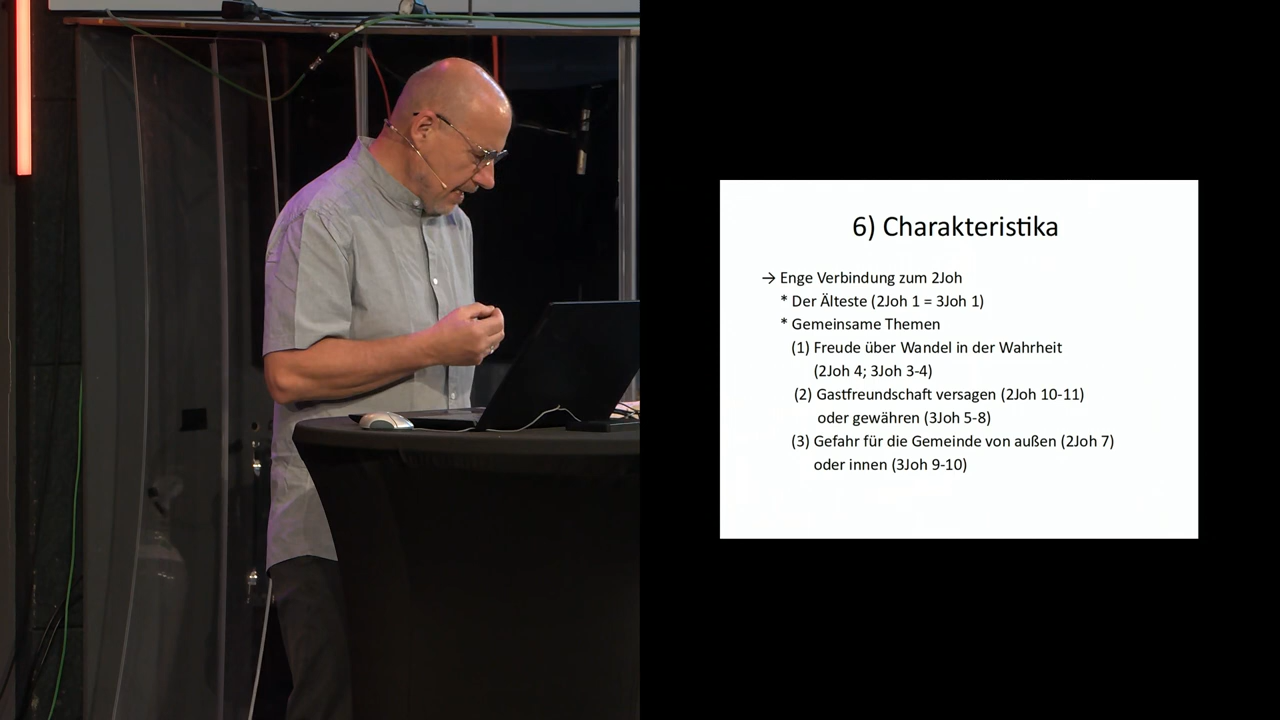 6) Charakteristika
→ Enge Verbindung zum 2Joh
* Der Älteste (2Joh 1 = 3Joh 1)
* Gemeinsame Themen
(1) Freude über Wandel in der Wahrheit
(2Joh 4; 3Joh 3-4)
(2) Gastfreundschaft versagen (2Joh 10-11)
oder gewähren (3Joh 5-8)
(3) Gefahr für die Gemeinde von außen (2Joh 7)
oder innen (3Joh 9-10)